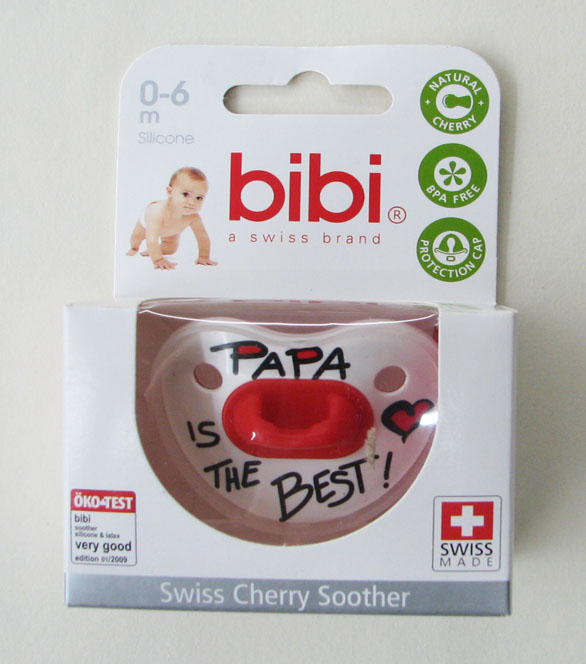 0-6
m
Silicone
bibi®
a swiss brand
NATURAL CHERRY
BPA FREE
PROTECTION CAP
PAPA
IS
THE BEST!
ÖKO-TEST
bibi
soother
silicone & latex
very good
edition 01/2009
SWISS
MADE
Swiss Cherry Soother